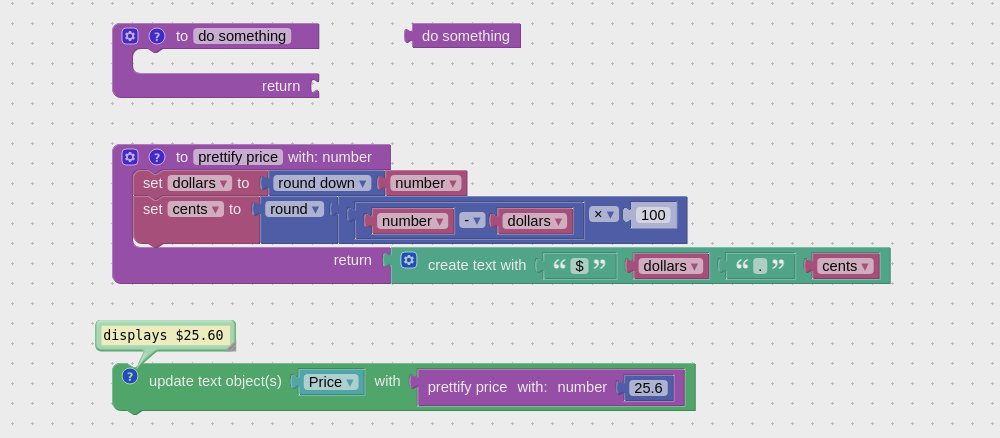 ? to do something
do something
return
? to prettify price with: number
set dollars ▾ to round down ▾ number ▾
set cents ▾ to round ▾ number ▾ - ▾ dollars ▾ × ▾ 100
return create text with “ $ ” dollars ▾ “ . ” cents ▾
displays $25.60
? update text object(s) Price ▾ with prettify price with: number 25.6